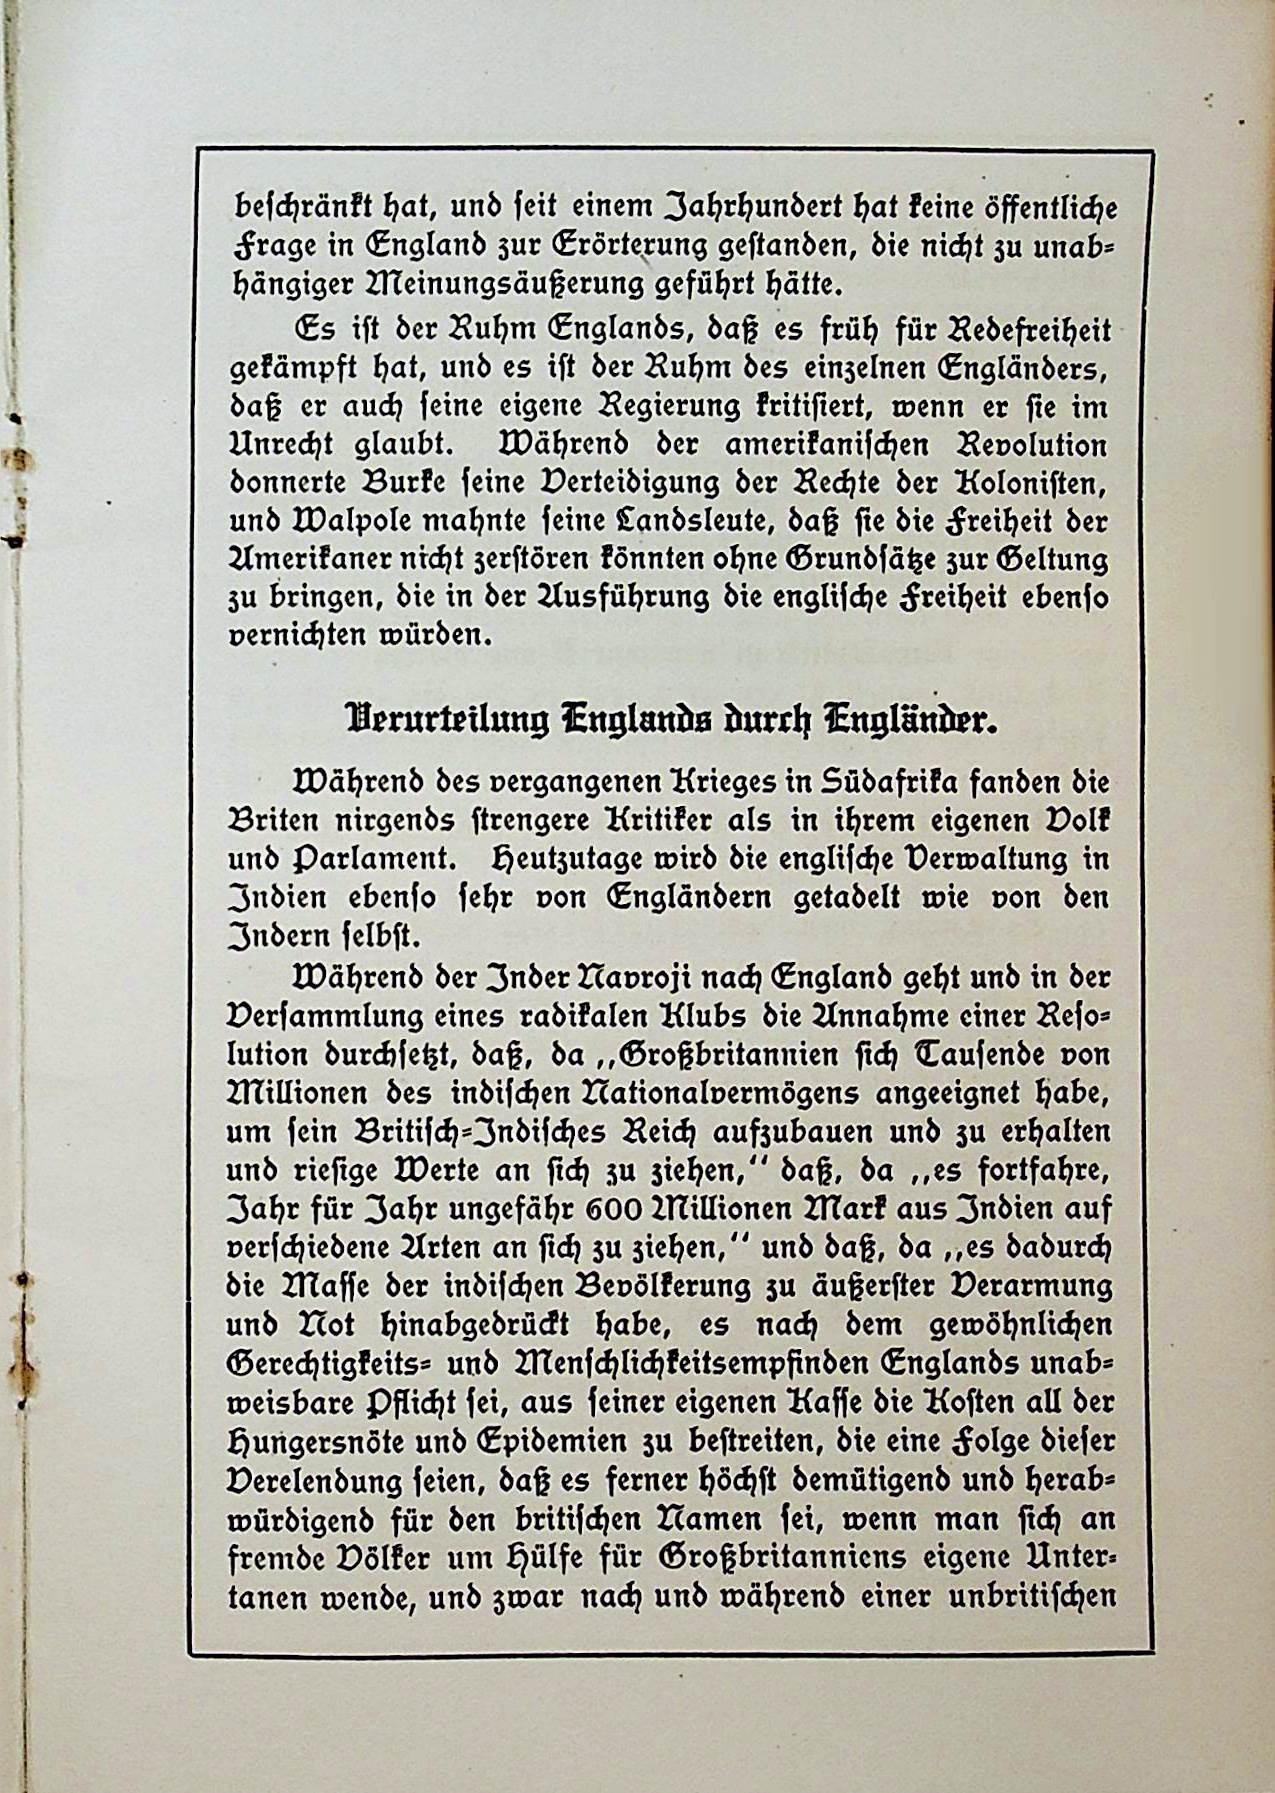 beschränkt hat, und seit einem Jahrhundert hat keine öffentliche
Frage in England zur Erörterung gestanden, die nicht zu unab-
hängiger Meinungsäußerung geführt hätte.
Es ist der Ruhm Englands, daß es früh für Redefreiheit
gekämpft hat, und es ist der Ruhm des einzelnen Engländers,
daß er auch seine eigene Regierung kritisiert, wenn er sie im
Unrecht glaubt. Während der amerikanischen Revolution
donnerte Burke seine Verteidigung der Rechte der Kolonisten,
und Walpole mahnte seine Landsleute, daß sie die Freiheit der
Amerikaner nicht zerstören könnten ohne Grundsätze zur Geltung
zu bringen, die in der Ausführung die englische Freiheit ebenso
vernichten würden.
Verurteilung Englands durch Engländer.
Während des vergangenen Krieges in Südafrika fanden die
Briten nirgends strengere Kritiker als in ihrem eigenen Volk
und Parlament. Heutzutage wird die englische Verwaltung in
Indien ebenso sehr von Engländern getadelt wie von den
Indern selbst.
Während der Inder Navroji nach England geht und in der
Versammlung eines radikalen Klubs die Annahme einer Reso-
lution durchsetzt, daß, da „Großbritannien sich Tausende von
Millionen des indischen Nationalvermögens angeeignet habe,
um sein Britisch-Indisches Reich aufzubauen und zu erhalten
und riesige Werte an sich zu ziehen,“ daß, da „es fortfahre,
Jahr für Jahr ungefähr 600 Millionen Mark aus Indien auf
verschiedene Arten an sich zu ziehen,“ und daß, da „es dadurch
die Masse der indischen Bevölkerung zu äußerster Verarmung
und Not hinabgedrückt habe, es nach dem gewöhnlichen
Gerechtigkeits- und Menschlichkeitsempfinden Englands unab-
weisbare Pflicht sei, aus seiner eigenen Kasse die Kosten all der
Hungersnöte und Epidemien zu bestreiten, die eine Folge dieser
Verelendung seien, daß es ferner höchst demütigend und herab-
würdigend für den britischen Namen sei, wenn man sich an
fremde Völker um Hülfe für Großbritanniens eigene Unter-
tanen wende, und zwar nach und während einer unbritischen